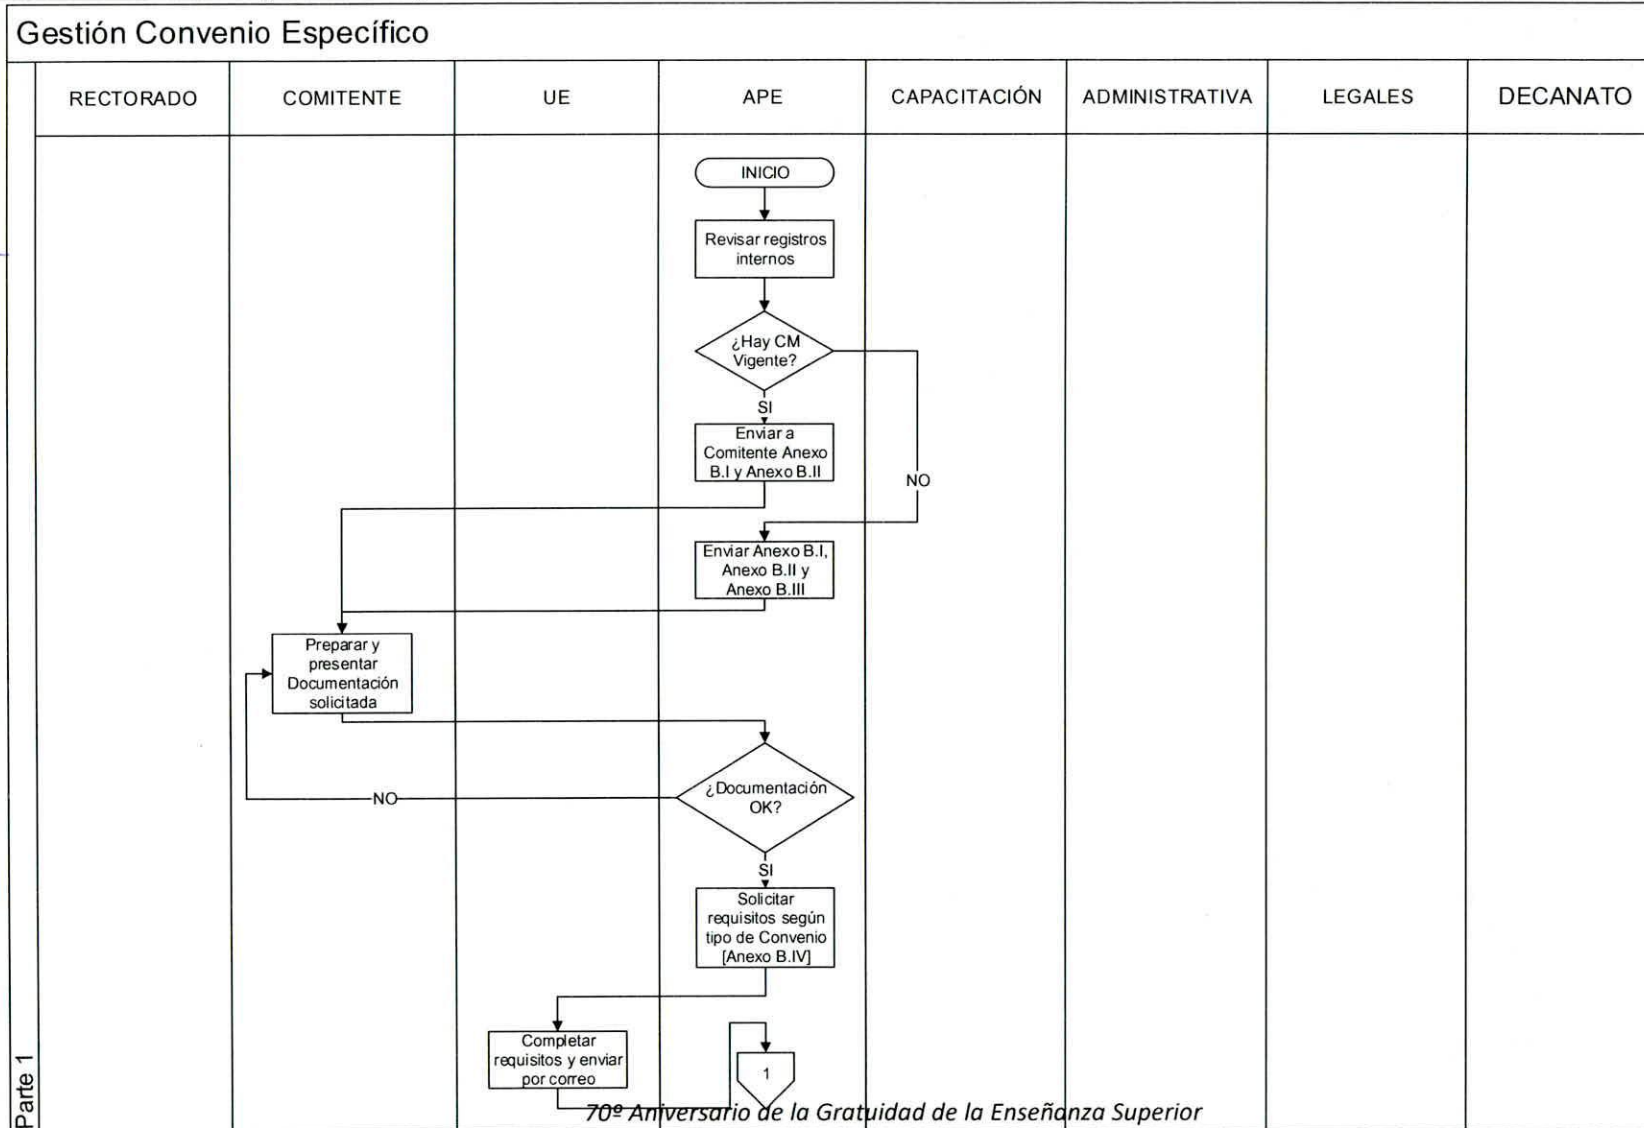 Gestión Convenio Específico
RECTORADO
COMITENTE
UE
APE
CAPACITACIÓN
ADMINISTRATIVA
LEGALES
DECANATO
INICIO
Revisar registros
internos
¿Hay CM
Vigente?
SI
Enviar a
Comitente Anexo
B.I y Anexo B.II
NO
Enviar Anexo B.I,
Anexo B.II y
Anexo B.III
Preparar y
presentar
Documentación
solicitada
¿Documentación
OK?
NO
SI
Solicitar
requisitos según
tipo de Convenio
[Anexo B.IV]
Completar
requisitos y enviar
por correo
1
Parte 1
70º Aniversario de la Gratuidad de la Enseñanza Superior